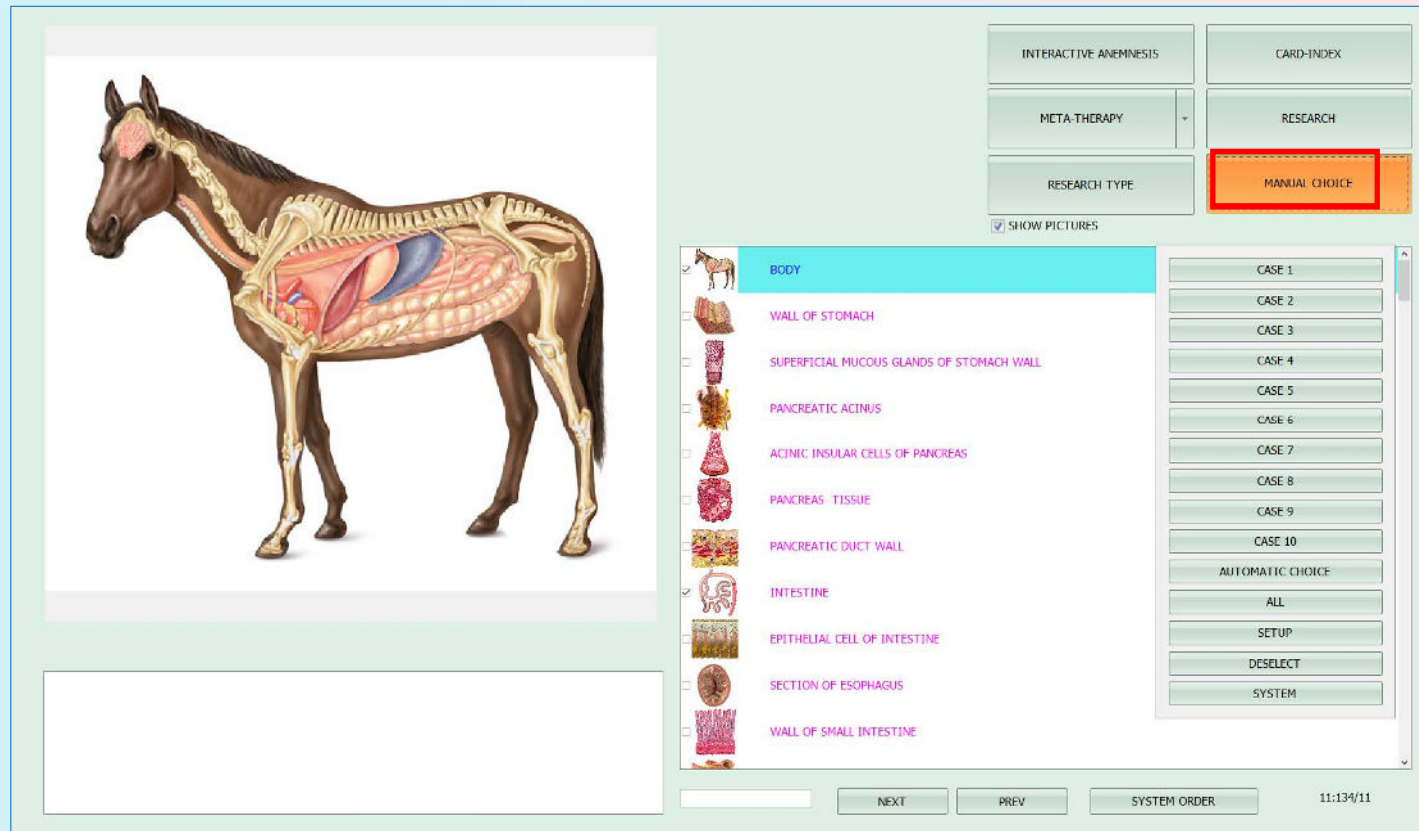 INTERACTIVE ANEMNESIS
CARD-INDEX
META-THERAPY
RESEARCH
RESEARCH TYPE
MANUAL CHOICE
SHOW PICTURES
BODY
WALL OF STOMACH
SUPERFICIAL MUCOUS GLANDS OF STOMACH WALL
PANCREATIC ACINUS
ACINIC INSULAR CELLS OF PANCREAS
PANCREAS TISSUE
PANCREATIC DUCT WALL
INTESTINE
EPITHELIAL CELL OF INTESTINE
SECTION OF ESOPHAGUS
WALL OF SMALL INTESTINE
CASE 1
CASE 2
CASE 3
CASE 4
CASE 5
CASE 6
CASE 7
CASE 8
CASE 9
CASE 10
AUTOMATIC CHOICE
ALL
SETUP
DESELECT
SYSTEM
NEXT
PREV
SYSTEM ORDER
11:134/11